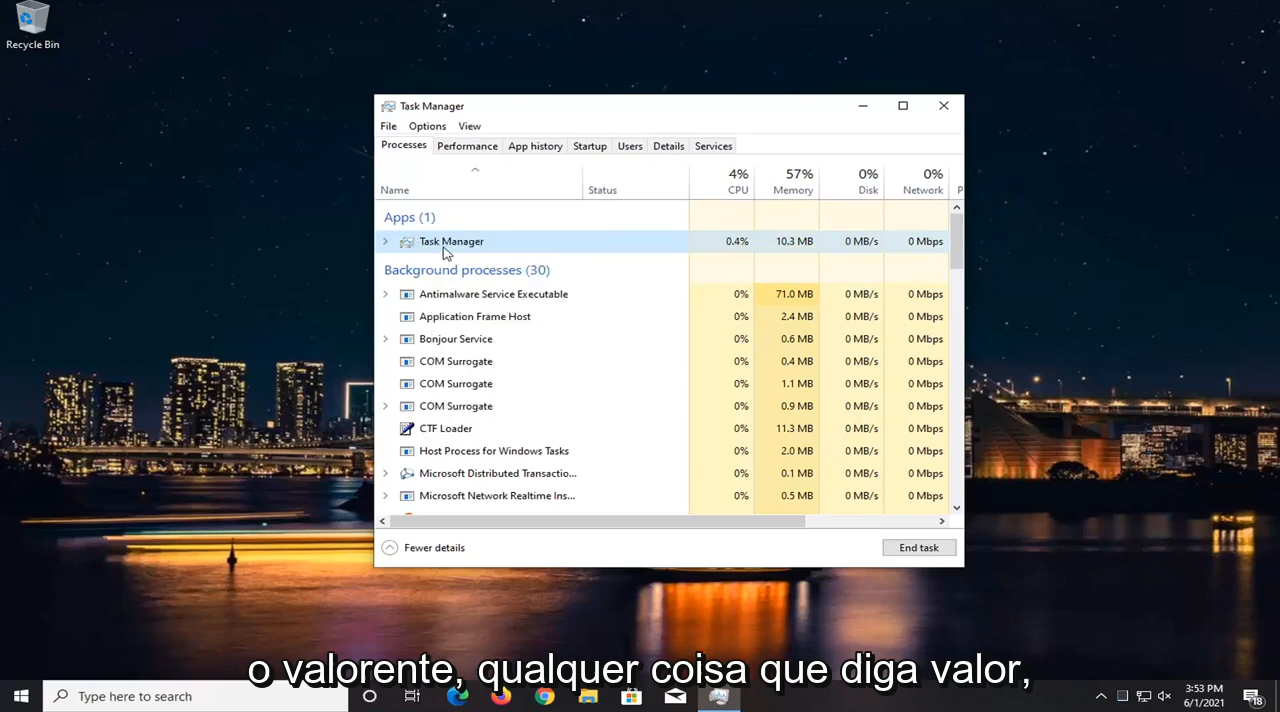 Recycle Bin
Task Manager
File Options View
Processes Performance App history Startup Users Details Services
4% 57% 0% 0%
Name Status CPU Memory Disk Network P
Apps (1)
Task Manager 0.4% 10.3 MB 0 MB/s 0 Mbps
Background processes (30)
Antimalware Service Executable 0% 71.0 MB 0 MB/s 0 Mbps
Application Frame Host 0% 2.4 MB 0 MB/s 0 Mbps
Bonjour Service 0% 0.6 MB 0 MB/s 0 Mbps
COM Surrogate 0% 0.4 MB 0 MB/s 0 Mbps
COM Surrogate 0% 1.1 MB 0 MB/s 0 Mbps
COM Surrogate 0% 0.9 MB 0 MB/s 0 Mbps
CTF Loader 0% 11.3 MB 0 MB/s 0 Mbps
Host Process for Windows Tasks 0% 2.0 MB 0 MB/s 0 Mbps
Microsoft Distributed Transactio... 0% 0.1 MB 0 MB/s 0 Mbps
Microsoft Network Realtime Ins... 0% 0.5 MB 0 MB/s 0 Mbps
Fewer details End task
o valorente, qualquer coisa que diga valor,
Type here to search
3:53 PM
6/1/2021
18